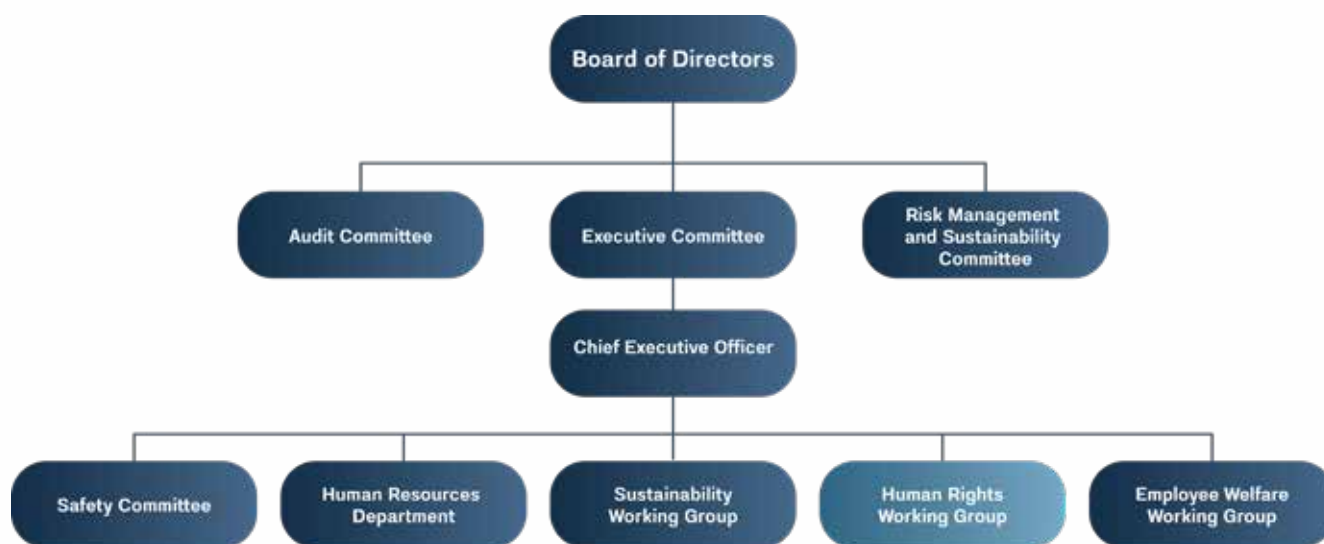 Board of Directors
Audit Committee
Executive Committee
Risk Management
and Sustainability
Committee
Chief Executive Officer
Safety Committee
Human Resources
Department
Sustainability
Working Group
Human Rights
Working Group
Employee Welfare
Working Group